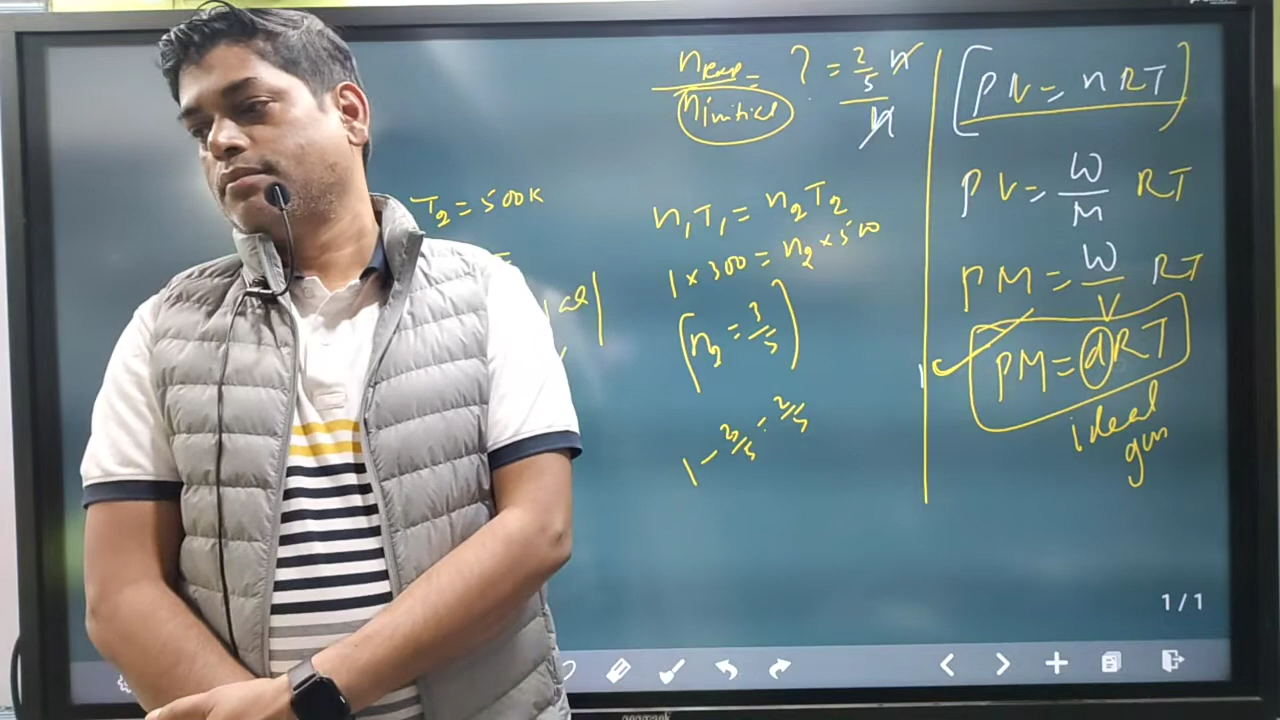 n_initial = ? = 2/5 n / n
T₂ = 500K
n₁T₁ = n₂T₂
1 × 300 = n₂ × 500
n₂ = 3/5
1 - 3/5 = 2/5
[PV = nRT]
PV = W/M RT
PM = W/V RT
PM = dRT
ideal
gas
1/1